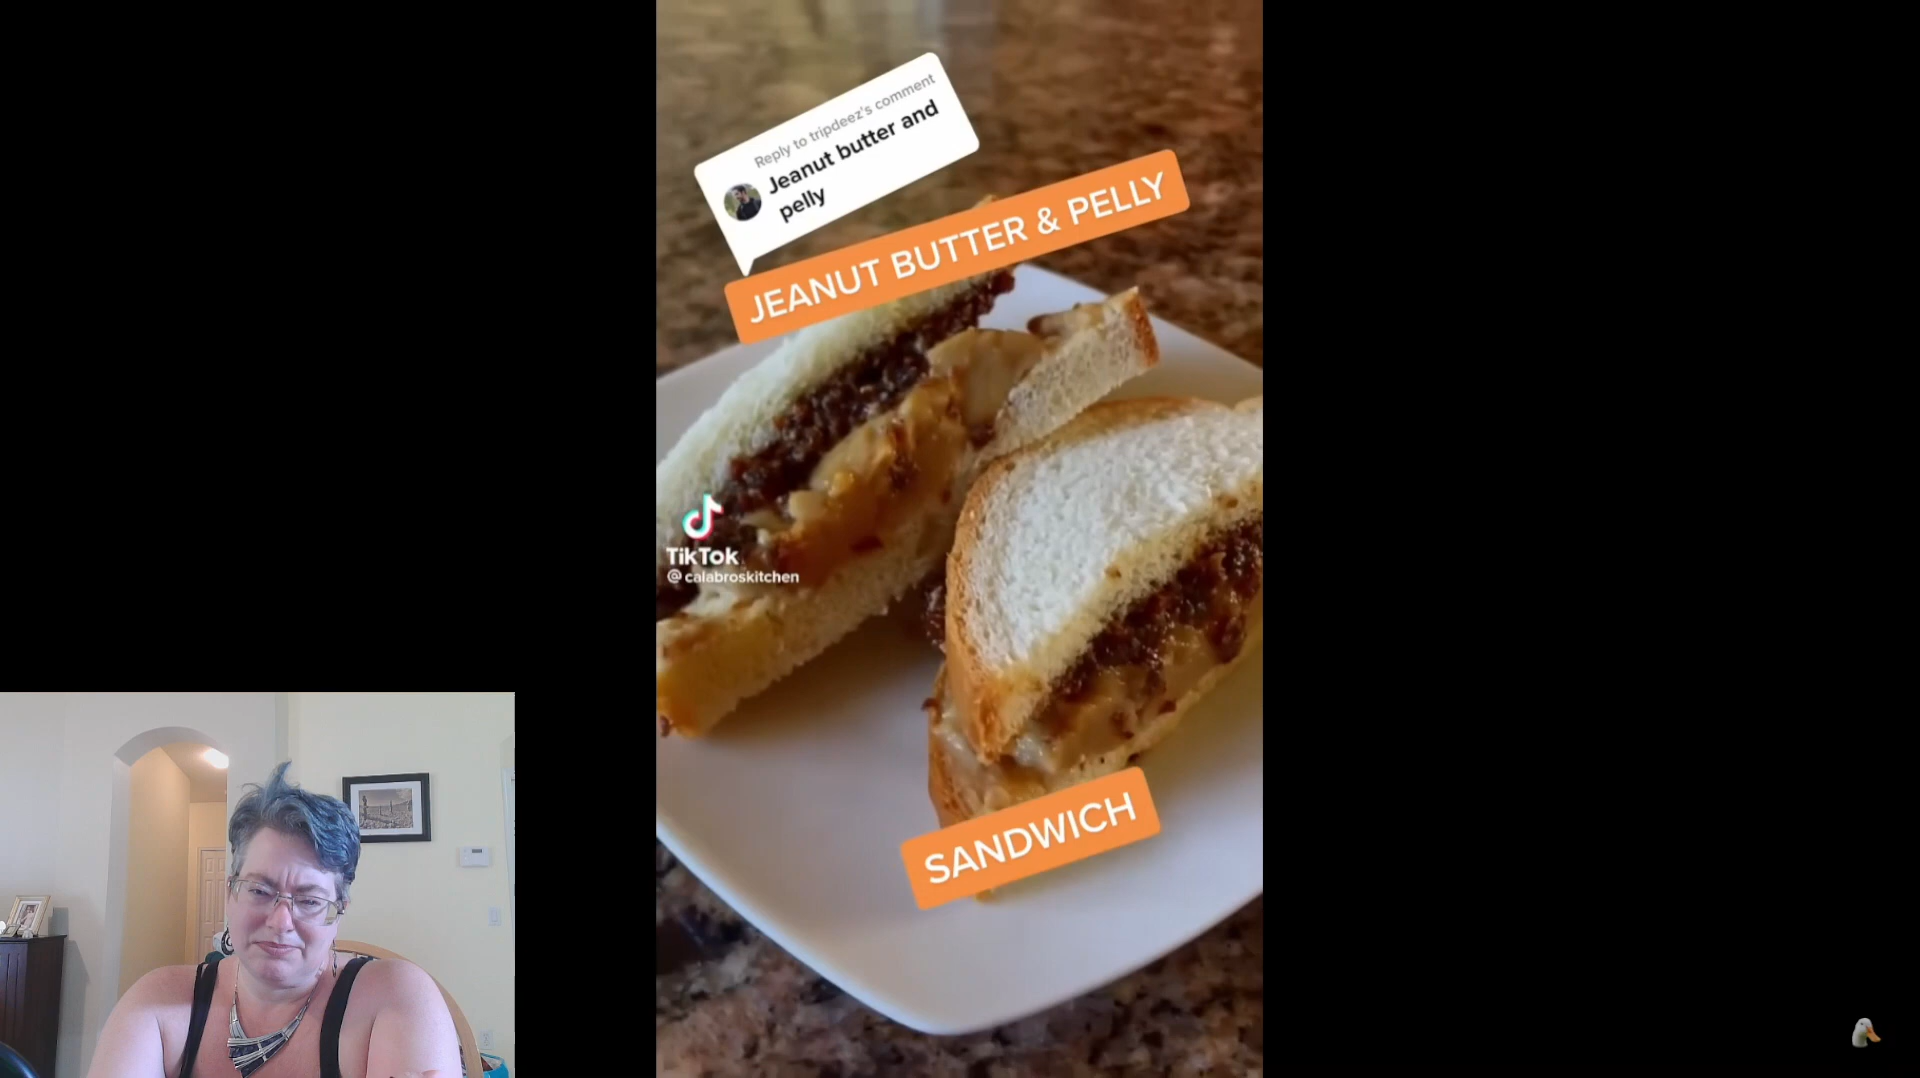 Reply to tripdeez's comment
Jeanut butter and
pelly
JEANUT BUTTER & PELLY
TikTok
@calabroskitchen
SANDWICH